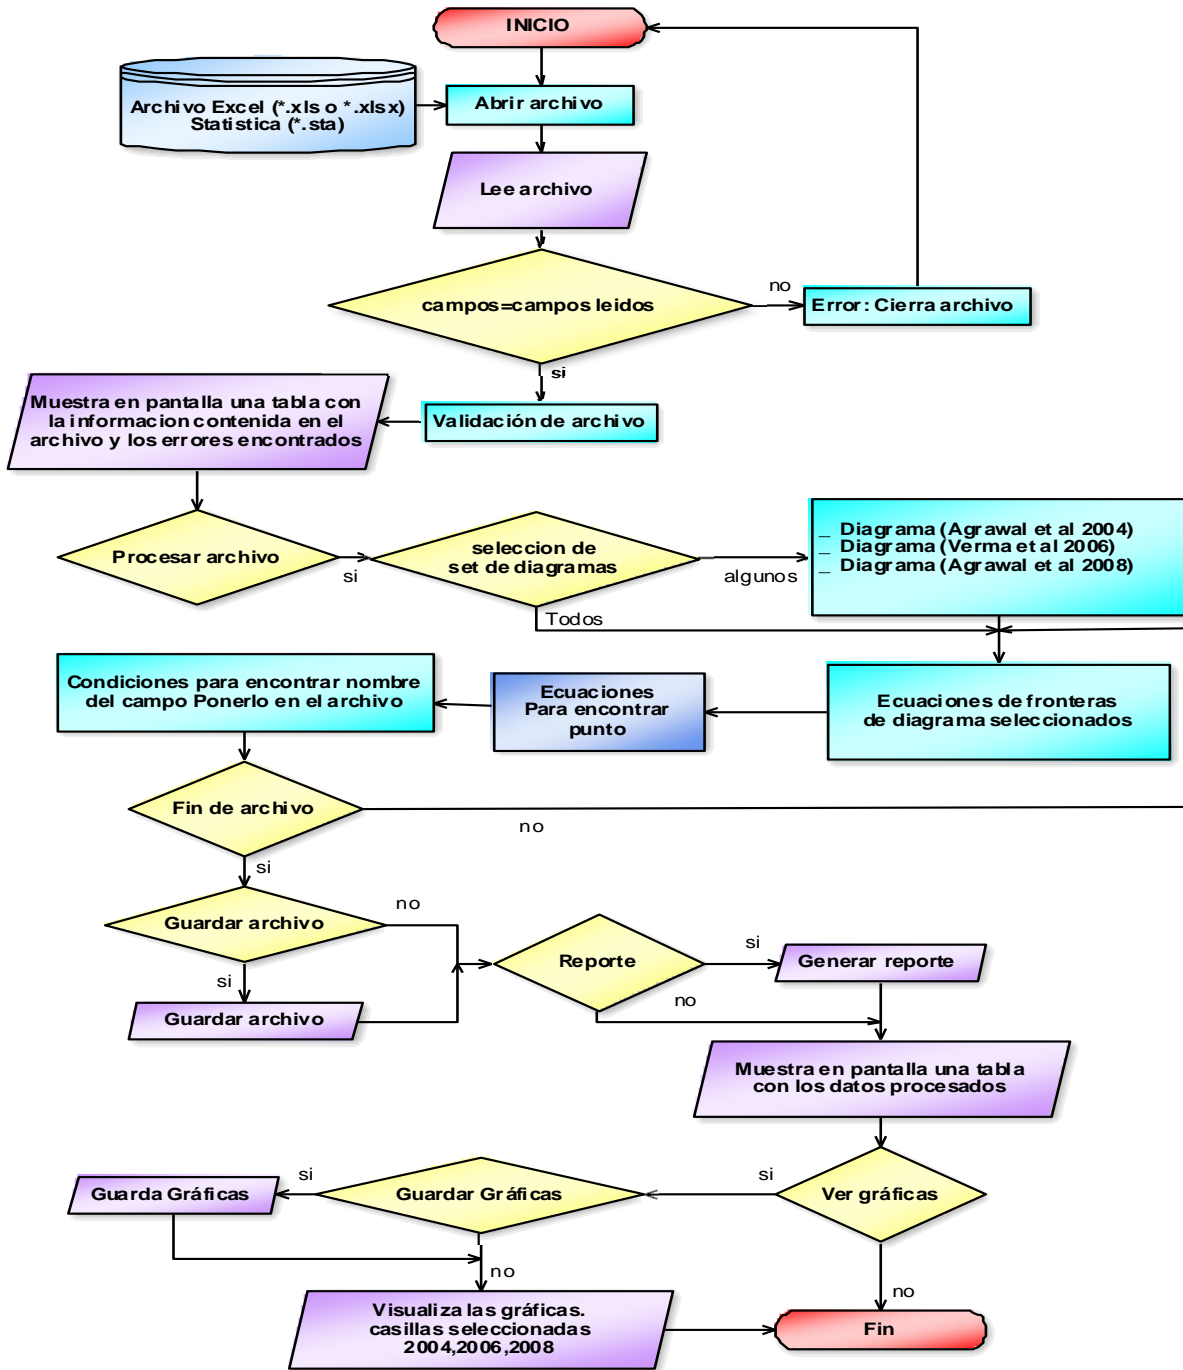 INICIO
Archivo Excel (*.xls o *.xlsx)
Statistica (*.sta)
Abrir archivo
Lee archivo
campos=campos leidos
no
Error: Cierra archivo
si
Muestra en pantalla una tabla con
la informacion contenida en el
archivo y los errores encontrados
Validación de archivo
Procesar archivo
si
seleccion de
set de diagramas
algunos
_ Diagrama (Agrawal et al 2004)
_ Diagrama (Verma et al 2006)
_ Diagrama (Agrawal et al 2008)
Todos
Condiciones para encontrar nombre
del campo Ponerlo en el archivo
Ecuaciones
Para encontrar
punto
Ecuaciones de fronteras
de diagrama seleccionados
Fin de archivo
no
si
Guardar archivo
no
si
Guardar archivo
Reporte
si
Generar reporte
no
Muestra en pantalla una tabla
con los datos procesados
Guarda Gráficas
si
Guardar Gráficas
si
Ver gráficas
no
no
Visualiza las gráficas.
casillas seleccionadas
2004,2006,2008
Fin